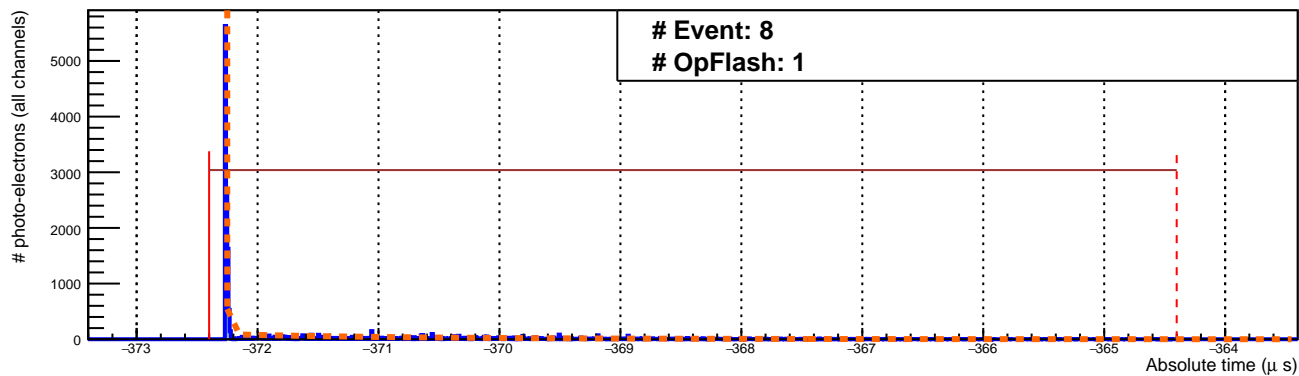 # Event: 8
# OpFlash: 1
# photo-electrons (all channels)
5000
4000
3000
2000
1000
0
−373 −372 −371 −370 −369 −368 −367 −366 −365 −364
Absolute time (μ s)